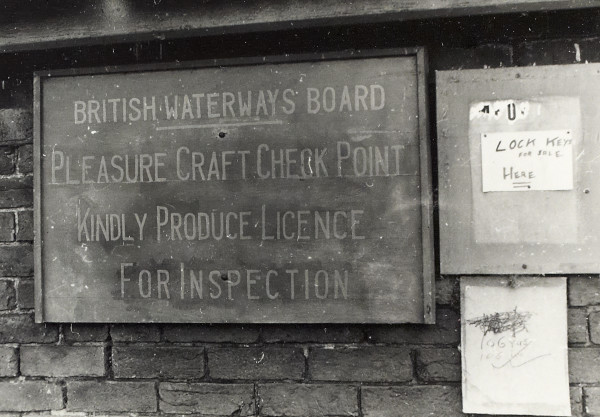 BRITISH WATERWAYS BOARD
PLEASURE CRAFT CHECK POINT
KINDLY PRODUCE LICENCE
FOR INSPECTION
LOCK KEYS
FOR SALE
HERE